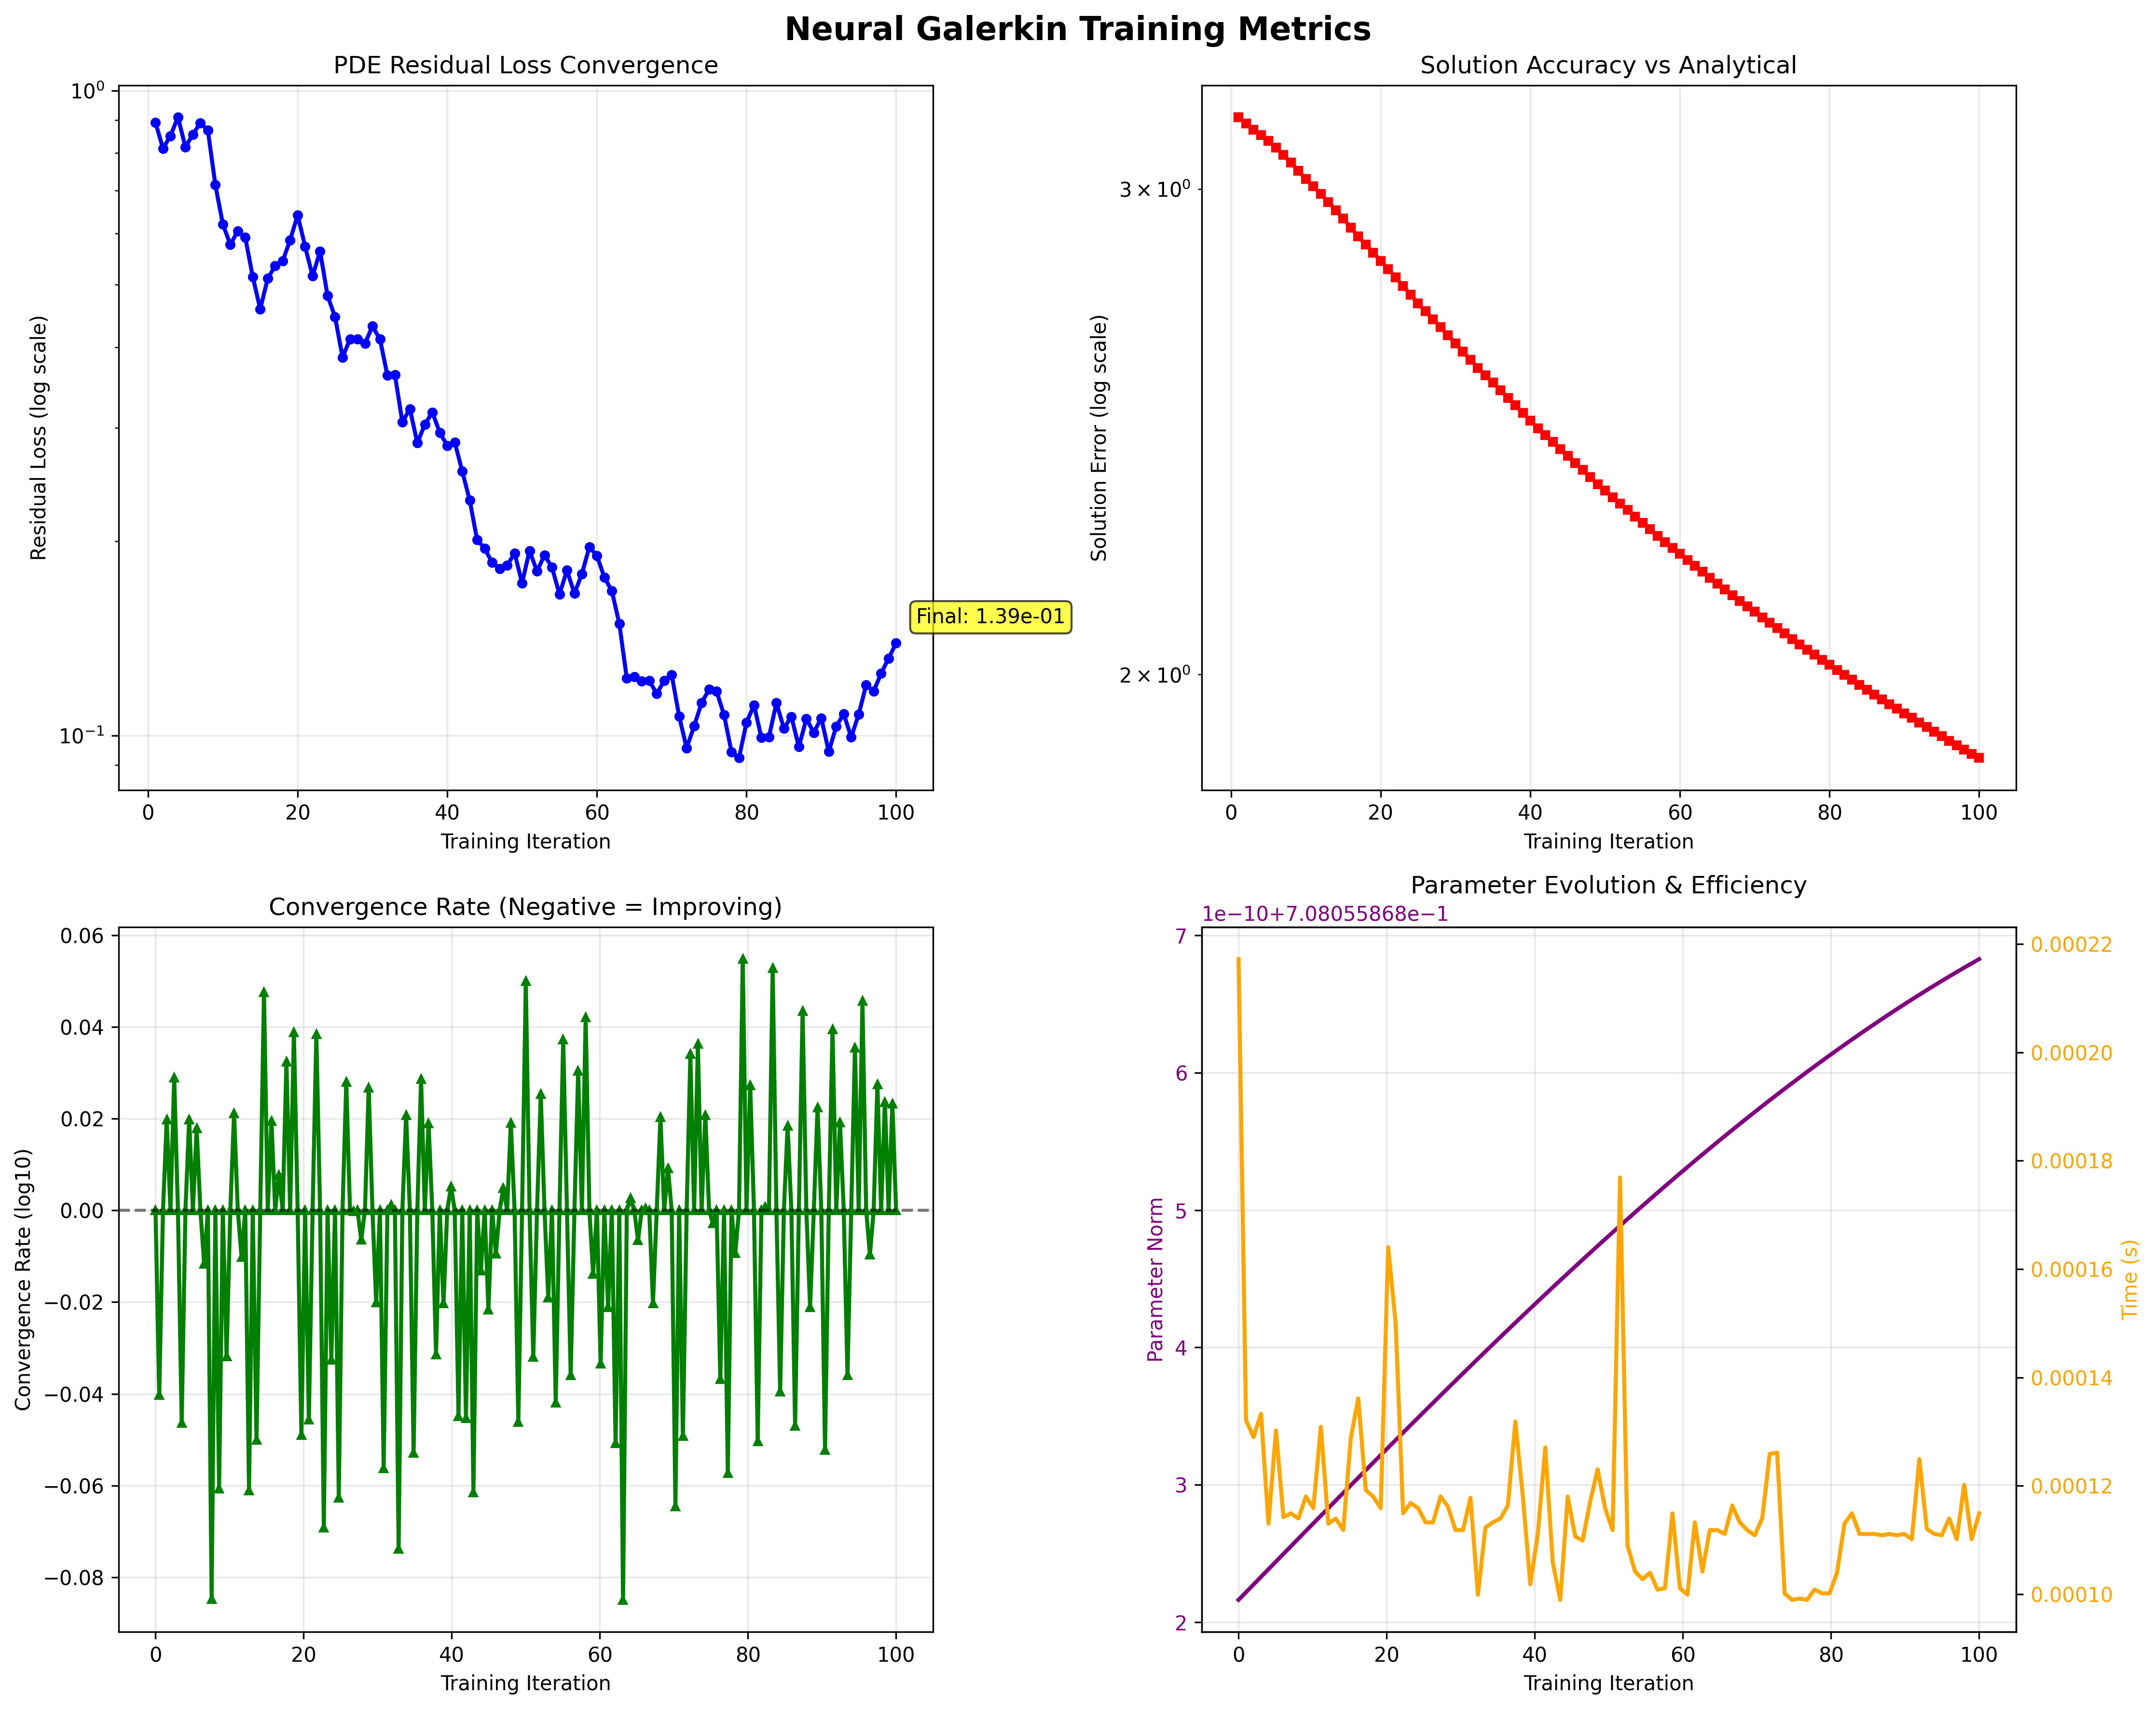 Neural Galerkin Training Metrics
PDE Residual Loss Convergence
Residual Loss (log scale)
10⁰
10⁻¹
0 20 40 60 80 100
Training Iteration
Final: 1.39e-01
Solution Accuracy vs Analytical
Solution Error (log scale)
3 × 10⁰
2 × 10⁰
0 20 40 60 80 100
Training Iteration
Convergence Rate (Negative = Improving)
Convergence Rate (log10)
0.06
0.04
0.02
0.00
−0.02
−0.04
−0.06
−0.08
0 20 40 60 80 100
Training Iteration
Parameter Evolution & Efficiency
1e−10+7.08055868e−1
Parameter Norm
7
6
5
4
3
2
0 20 40 60 80 100
Training Iteration
0.00022
0.00020
0.00018
0.00016
0.00014
0.00012
0.00010
Time (s)